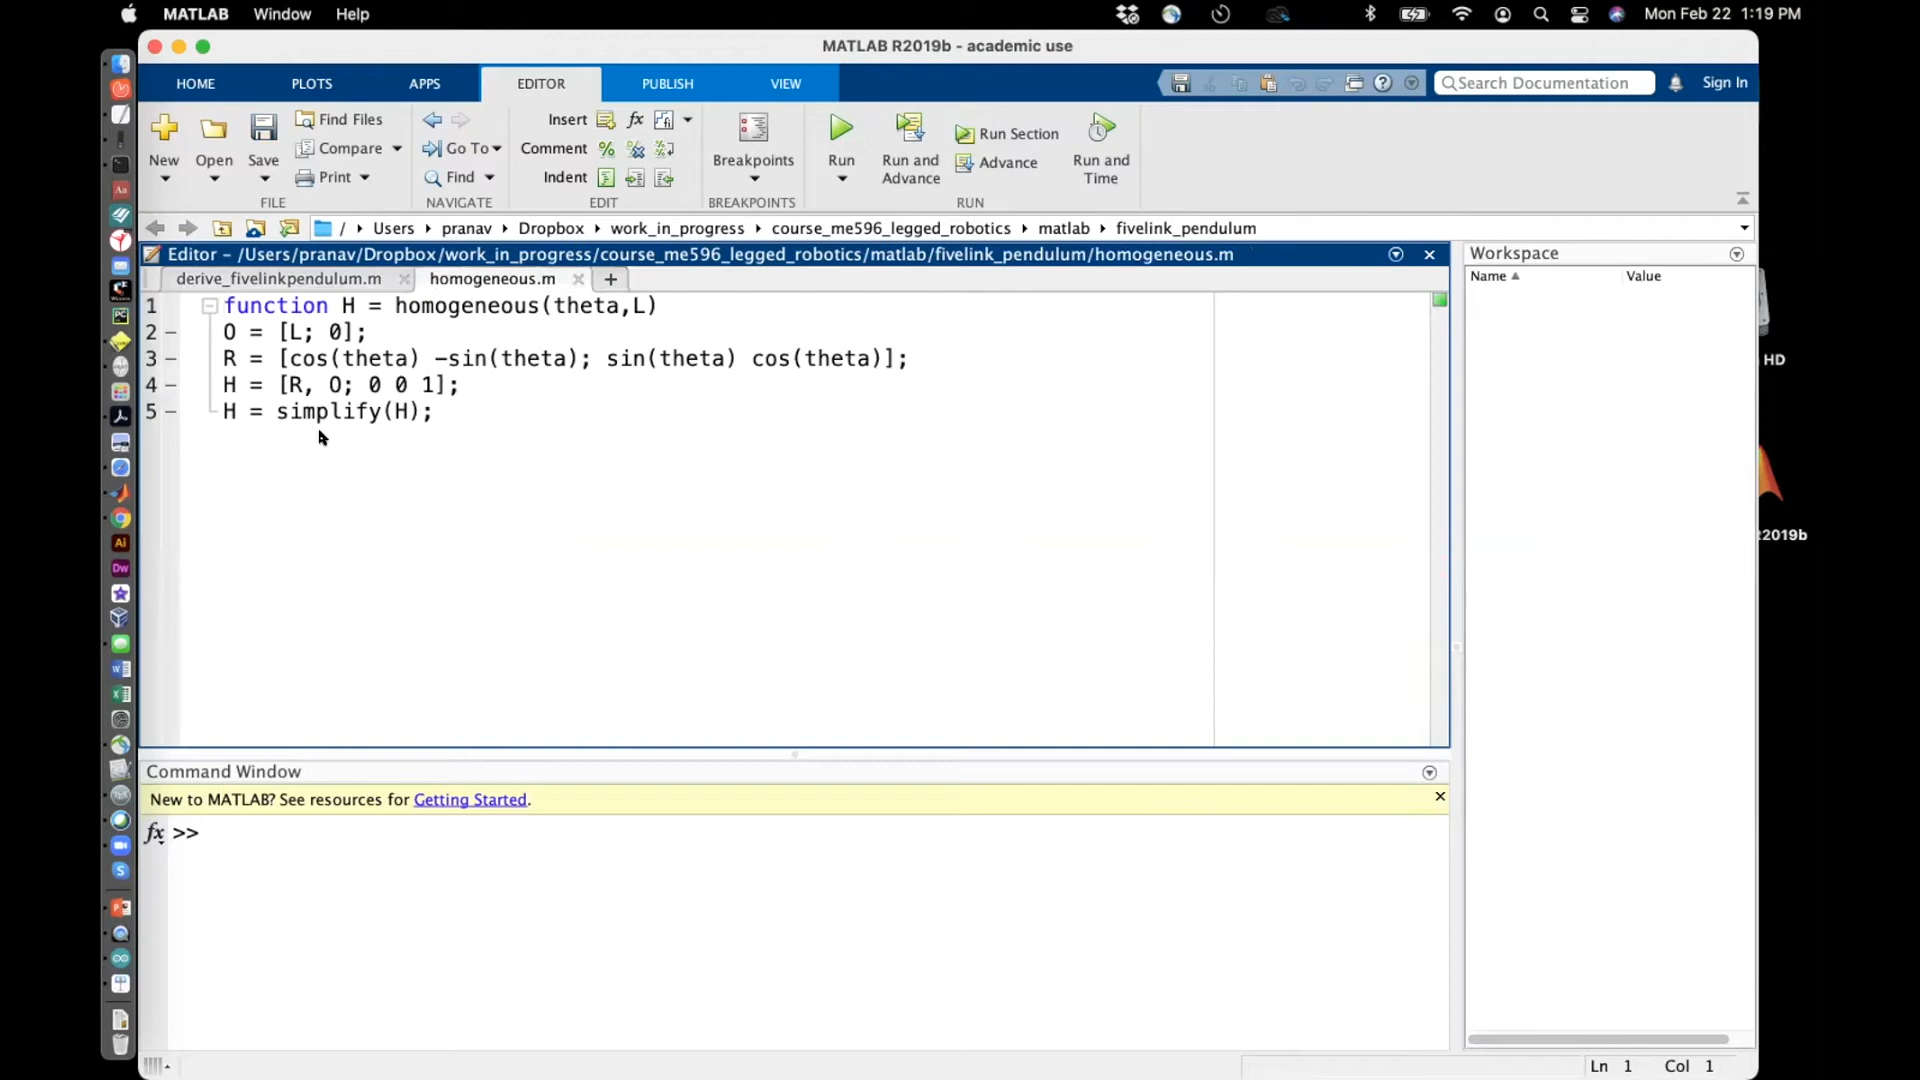 MATLAB Window Help
Mon Feb 22 1:19 PM
MATLAB R2019b - academic use
HOME PLOTS APPS EDITOR PUBLISH VIEW
Search Documentation
Sign In
New
Open
Save
Find Files
Compare
Print
FILE
Go To
Find
NAVIGATE
Insert
fx
Comment
%
Indent
EDIT
Breakpoints
BREAKPOINTS
Run
Run and Advance
Run Section
Advance
Run and Time
RUN
/ Users pranav Dropbox work_in_progress course_me596_legged_robotics matlab fivelink_pendulum
Editor - /Users/pranav/Dropbox/work_in_progress/course_me596_legged_robotics/matlab/fivelink_pendulum/homogeneous.m
derive_fivelinkpendulum.m homogeneous.m +
1 function H = homogeneous(theta,L)
2 – O = [L; 0];
3 – R = [cos(theta) -sin(theta); sin(theta) cos(theta)];
4 – H = [R, O; 0 0 1];
5 – H = simplify(H);
Workspace
Name Value
HD
2019b
Command Window
New to MATLAB? See resources for Getting Started.
fx >>
Ln 1 Col 1